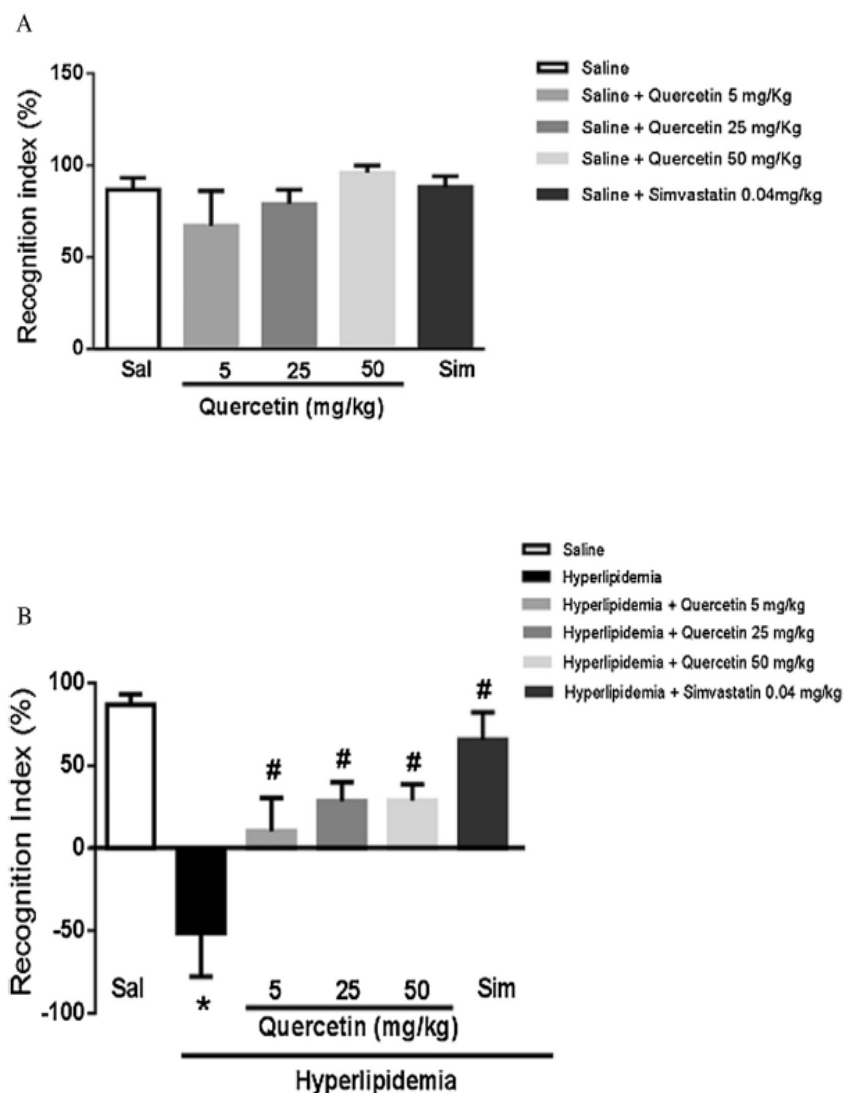 A
Recognition index (%)
150
100
50
0
Sal
5
25
50
Sim
Quercetin (mg/kg)
Saline
Saline + Quercetin 5 mg/Kg
Saline + Quercetin 25 mg/Kg
Saline + Quercetin 50 mg/Kg
Saline + Simvastatin 0.04mg/kg
B
Recognition Index (%)
100
50
0
-50
-100
Sal
*
#
#
#
#
5
25
50
Sim
Quercetin (mg/kg)
Hyperlipidemia
Saline
Hyperlipidemia
Hyperlipidemia + Quercetin 5 mg/kg
Hyperlipidemia + Quercetin 25 mg/kg
Hyperlipidemia + Quercetin 50 mg/kg
Hyperlipidemia + Simvastatin 0.04 mg/kg